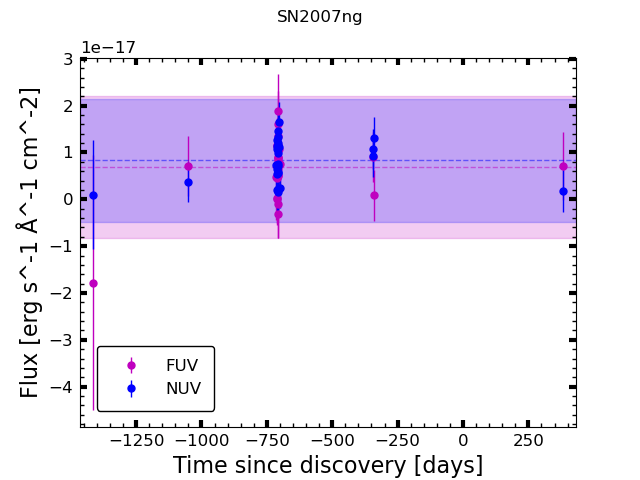 SN2007ng
1e−17
3
2
1
0
−1
−2
−3
−4
Flux [erg s^-1 Å^-1 cm^-2]
FUV
NUV
−1250 −1000 −750 −500 −250 0 250
Time since discovery [days]